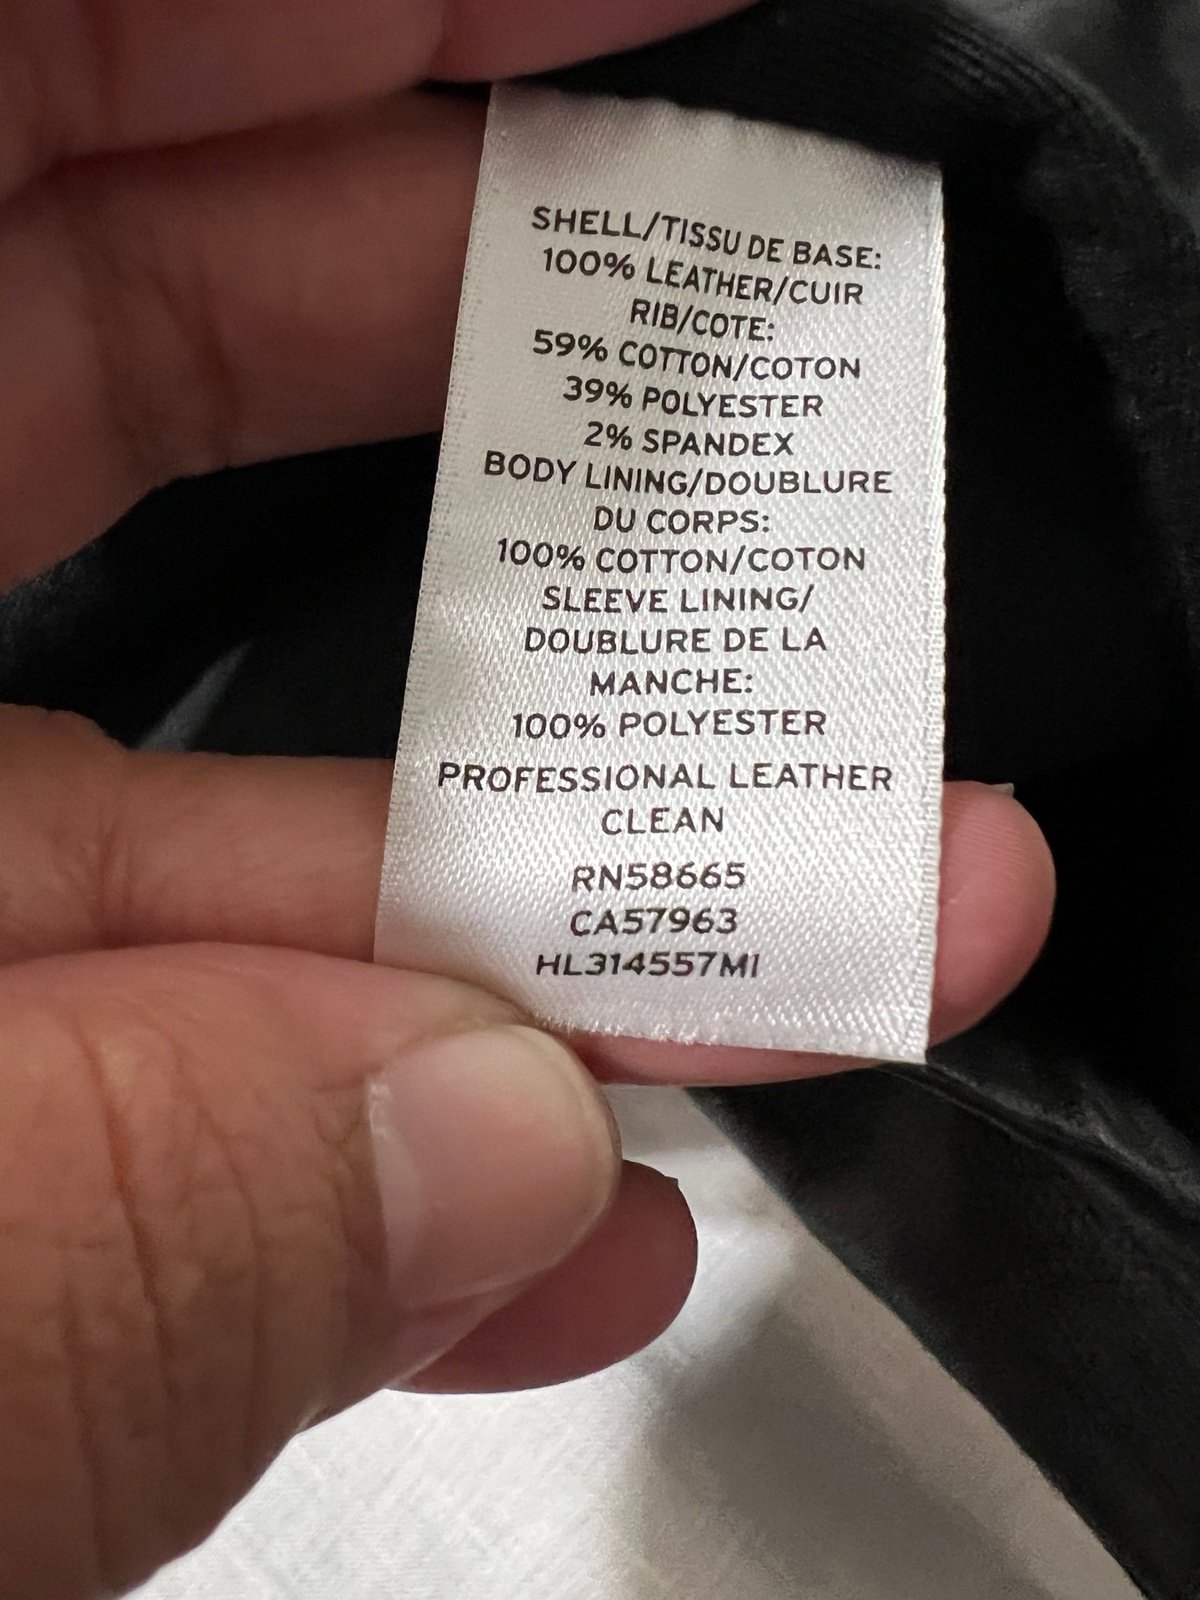 SHELL/TISSU DE BASE:
100% LEATHER/CUIR
RIB/COTE:
59% COTTON/COTON
39% POLYESTER
2% SPANDEX
BODY LINING/DOUBLURE
DU CORPS:
100% COTTON/COTON
SLEEVE LINING/
DOUBLURE DE LA
MANCHE:
100% POLYESTER
PROFESSIONAL LEATHER
CLEAN
RN58665
CA57963
HL314557MI